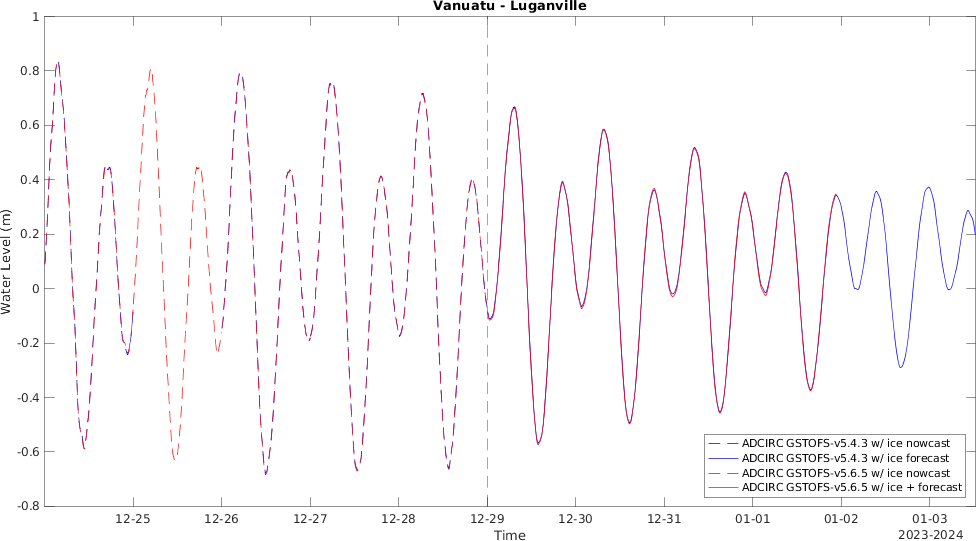 Vanuatu - Luganville
1
0.8
0.6
0.4
0.2
0
-0.2
-0.4
-0.6
-0.8
Water Level (m)
12-25 12-26 12-27 12-28 12-29 12-30 12-31 01-01 01-02 01-03
Time
2023-2024
ADCIRC GSTOFS-v5.4.3 w/ ice nowcast
ADCIRC GSTOFS-v5.4.3 w/ ice forecast
ADCIRC GSTOFS-v5.6.5 w/ ice nowcast
ADCIRC GSTOFS-v5.6.5 w/ ice + forecast